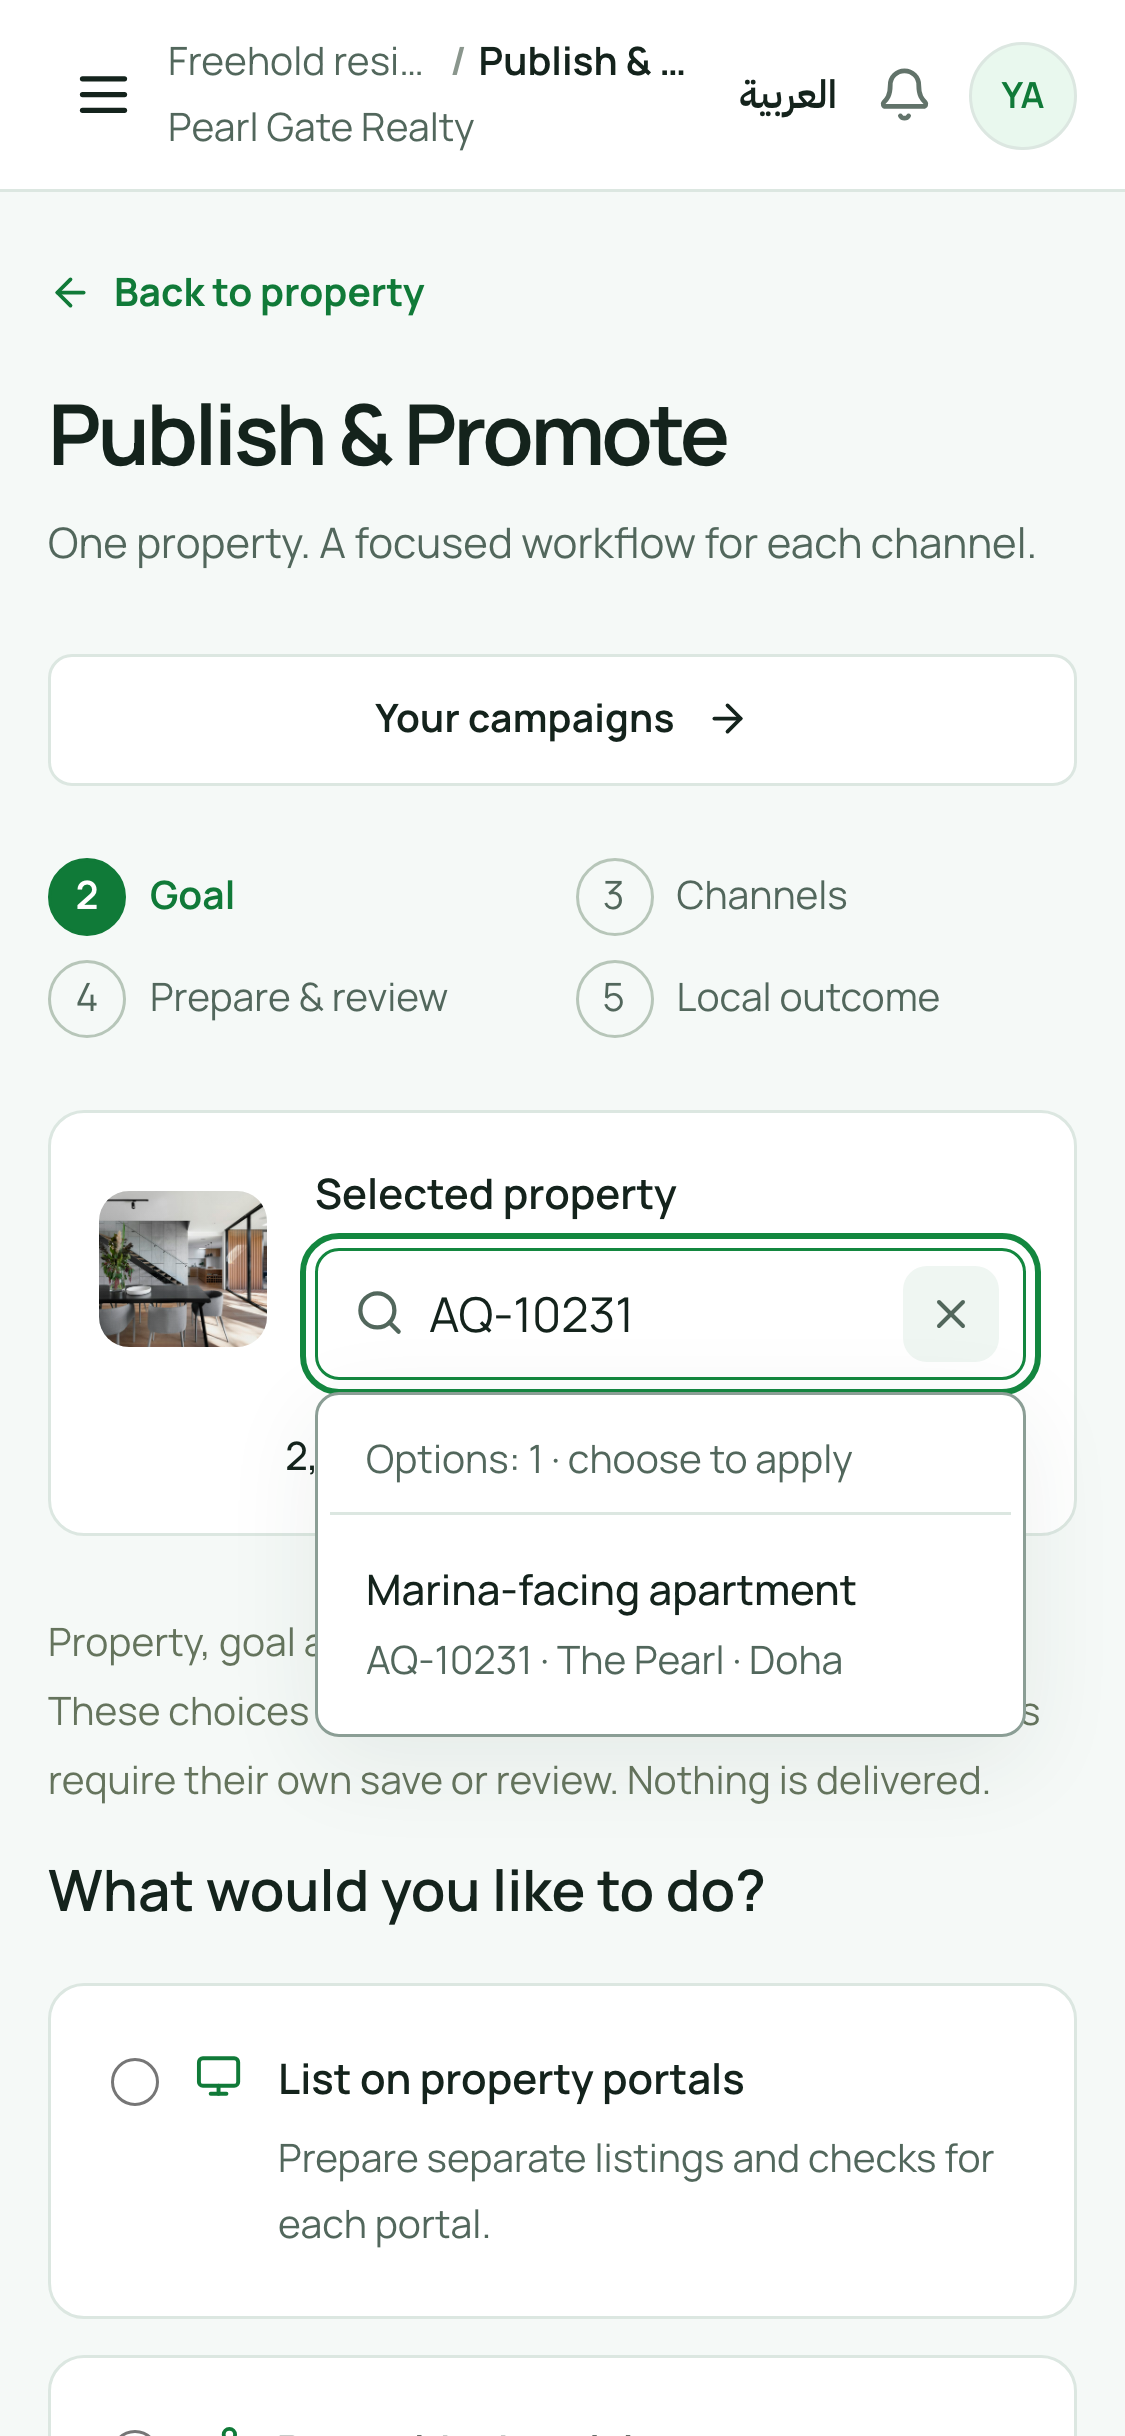 Freehold resi... / Publish & ...
Pearl Gate Realty
العربية
YA
Back to property
Publish & Promote
One property. A focused workflow for each channel.
Your campaigns
2 Goal
3 Channels
4 Prepare & review
5 Local outcome
Selected property
AQ-10231
2,
Options: 1 · choose to apply
Marina-facing apartment
AQ-10231 · The Pearl · Doha
Property, goal
These choices
require their own save or review. Nothing is delivered.
What would you like to do?
List on property portals
Prepare separate listings and checks for
each portal.